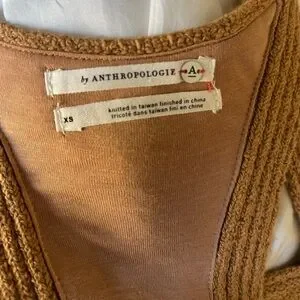 by ANTHROPOLOGIE A
XS
knitted in taiwan finished in china
tricoté dans taiwan fini en chine